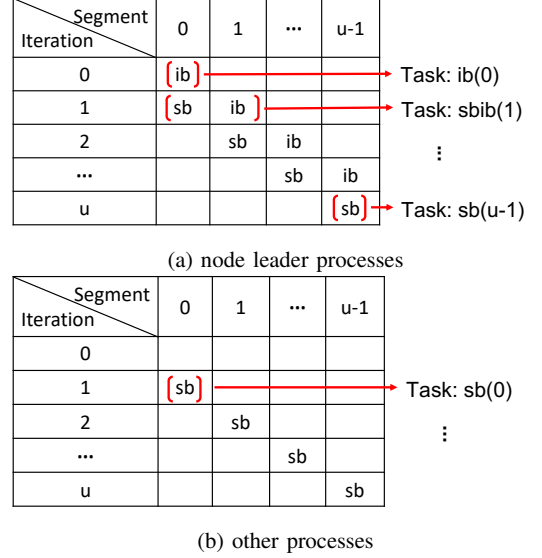 Segment
Iteration 0 1 ... u-1
0 [ib] Task: ib(0)
1 [sb ib] Task: sbib(1)
2 sb ib ⋮
... sb ib
u [sb] Task: sb(u-1)
(a) node leader processes
Segment
Iteration 0 1 ... u-1
0
1 [sb] Task: sb(0)
2 sb ⋮
... sb
u sb
(b) other processes